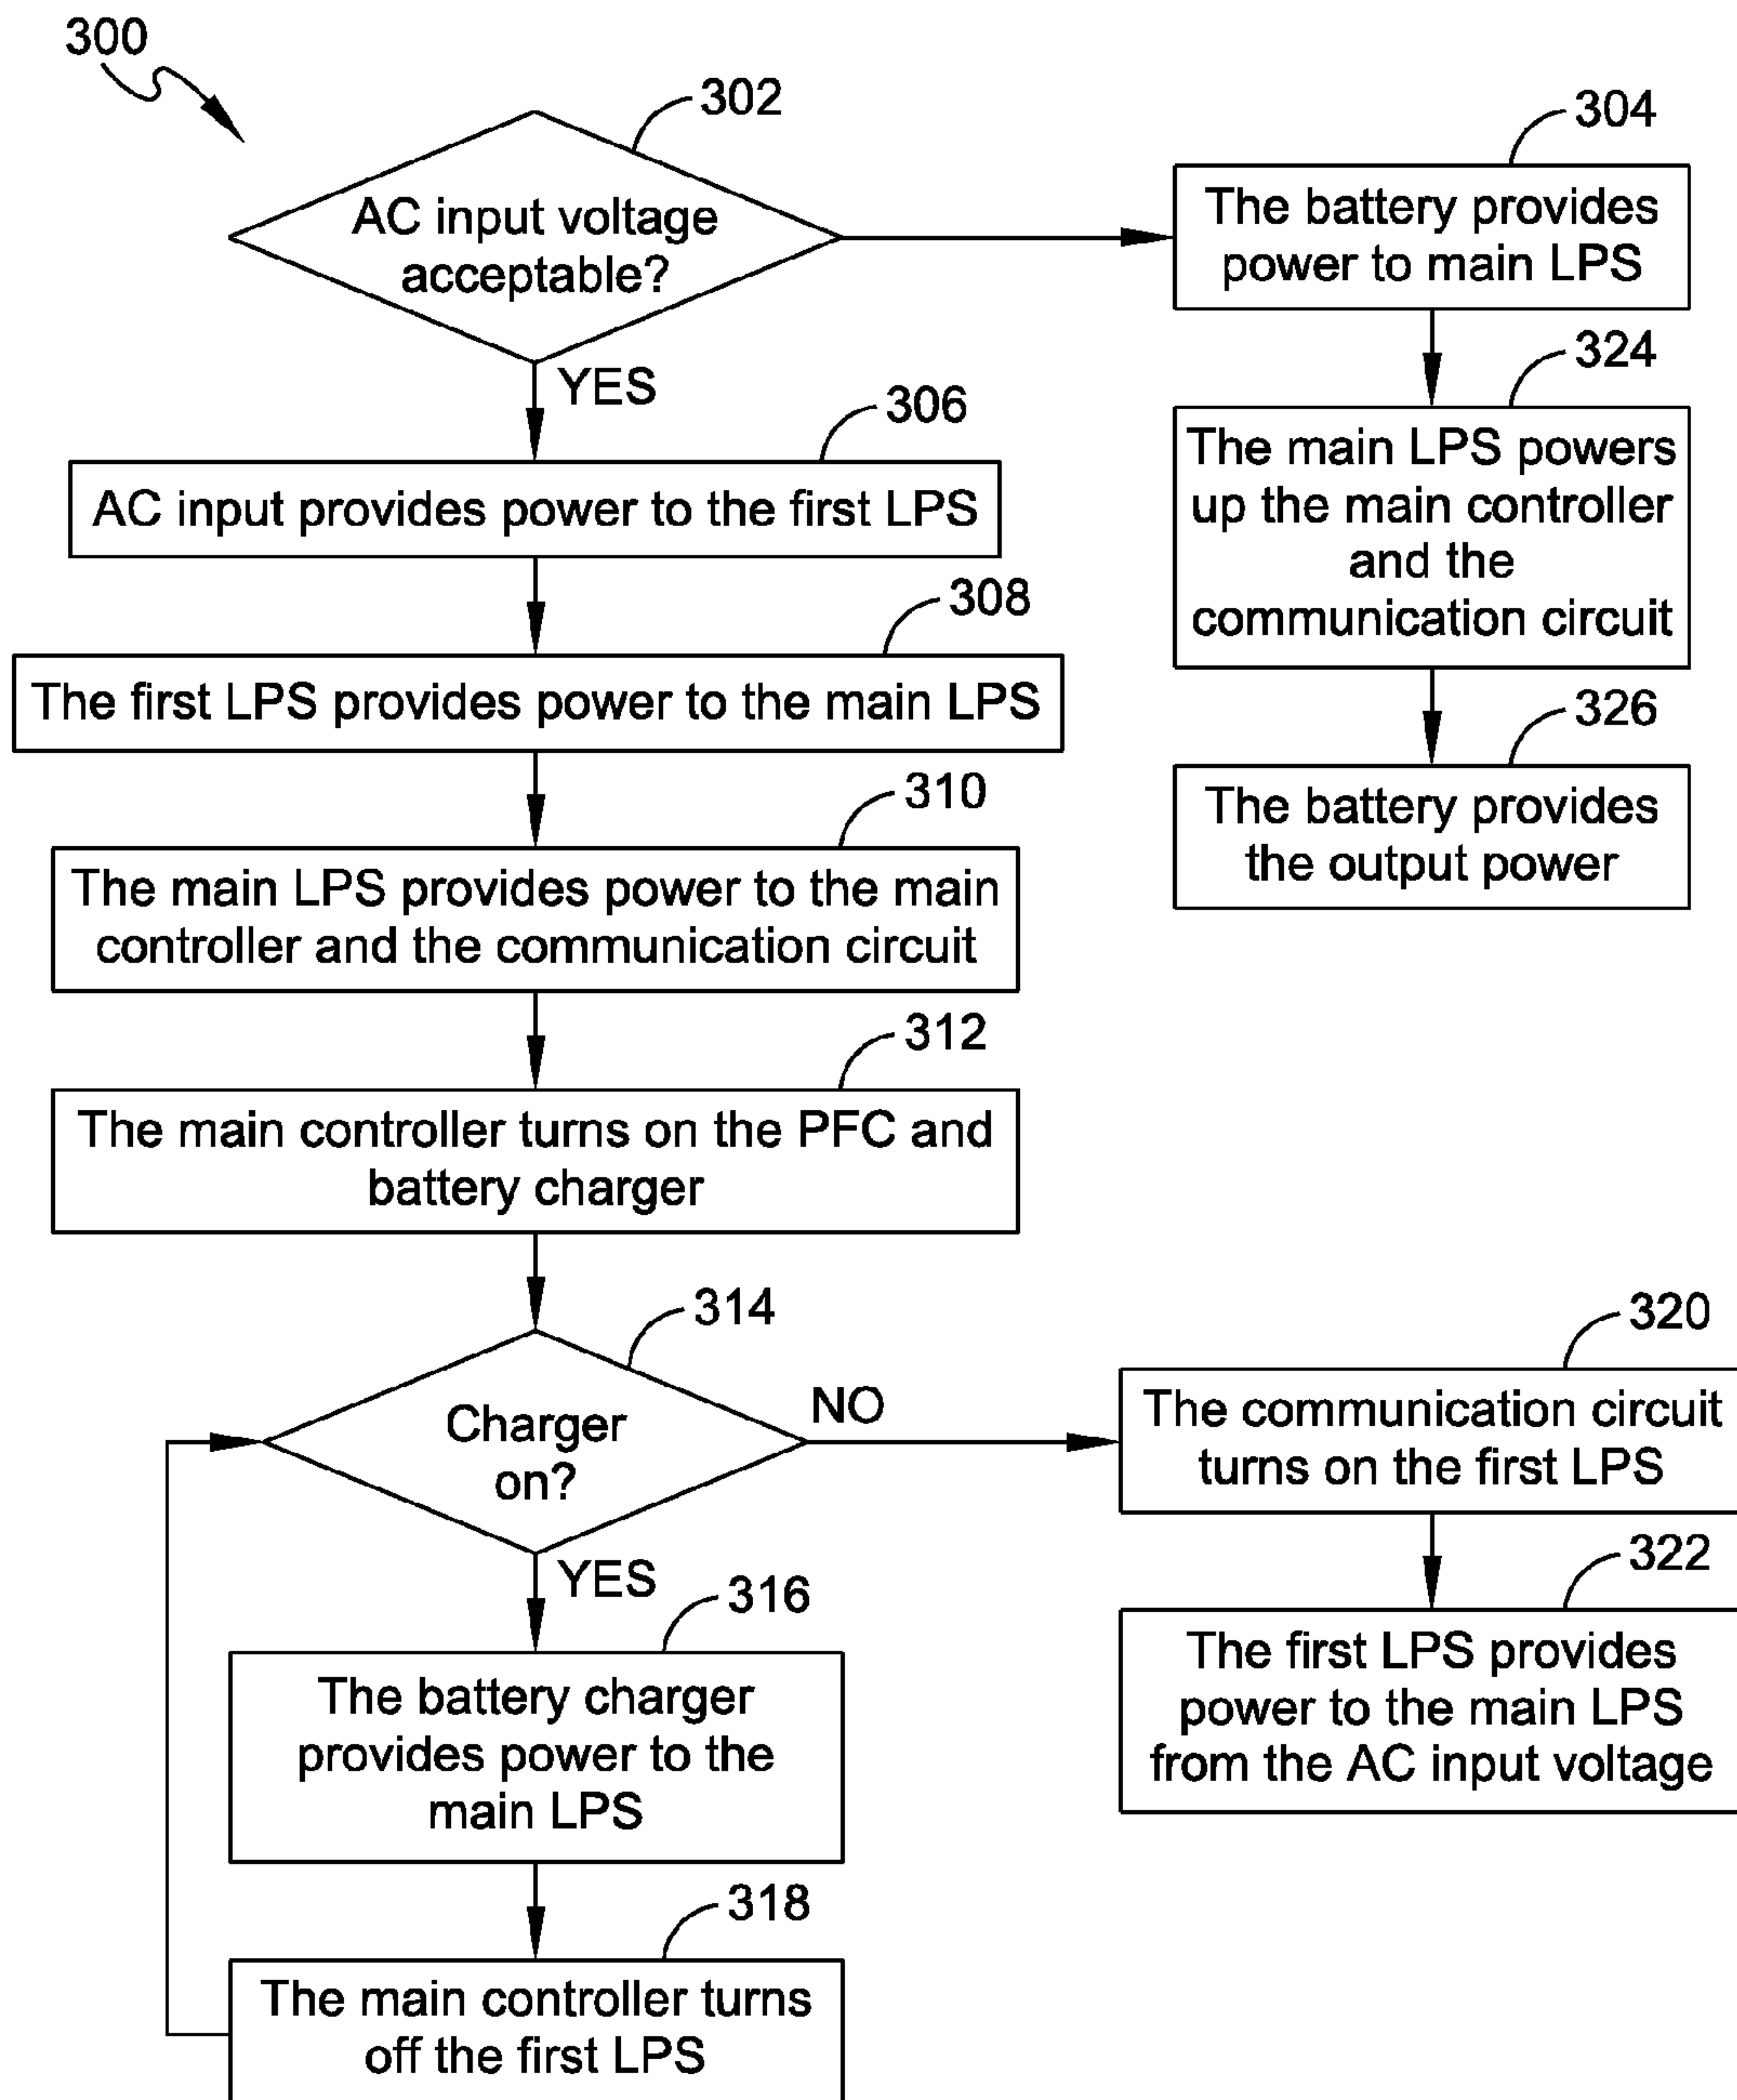 300
302
AC input voltage
acceptable?
YES
304
The battery provides
power to main LPS
324
The main LPS powers
up the main controller
and the
communication circuit
326
The battery provides
the output power
306
AC input provides power to the first LPS
308
The first LPS provides power to the main LPS
310
The main LPS provides power to the main
controller and the communication circuit
312
The main controller turns on the PFC and
battery charger
314
Charger
on?
NO
YES
320
The communication circuit
turns on the first LPS
322
The first LPS provides
power to the main LPS
from the AC input voltage
316
The battery charger
provides power to the
main LPS
318
The main controller turns
off the first LPS